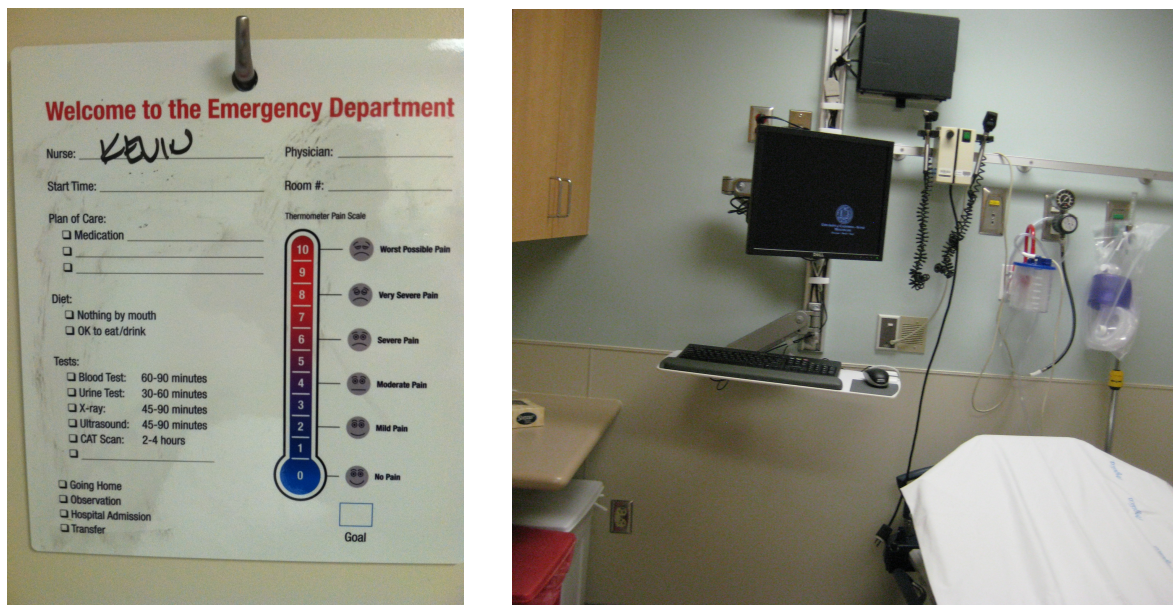 Welcome to the Emergency Department
Nurse: KEVIN
Physician:
Start Time:
Room #:
Plan of Care:
Medication
Diet:
Nothing by mouth
OK to eat/drink
Tests:
Blood Test: 60-90 minutes
Urine Test: 30-60 minutes
X-ray: 45-90 minutes
Ultrasound: 45-90 minutes
CAT Scan: 2-4 hours
Going Home
Observation
Hospital Admission
Transfer
Thermometer Pain Scale
10 Worst Possible Pain
9
8 Very Severe Pain
7
6 Severe Pain
5
4 Moderate Pain
3
2 Mild Pain
1
0 No Pain
Goal
DELL